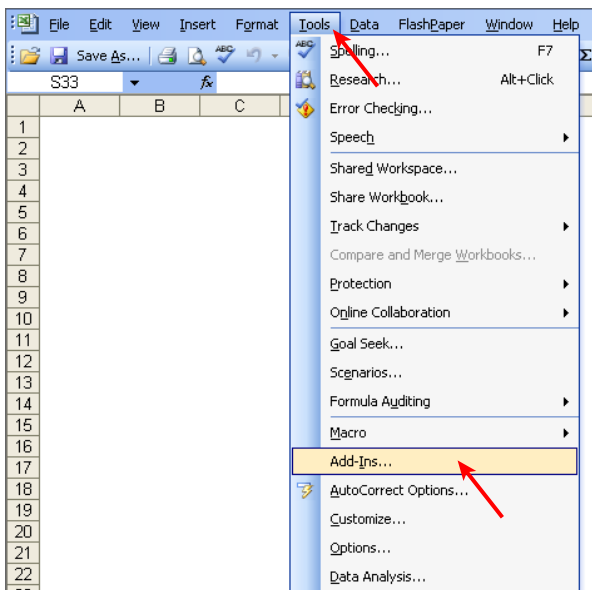 File Edit View Insert Format Tools Data FlashPaper Window Help
Save As... ABC Σ
S33 fx
A B C
ABC Spelling... F7
Research... Alt+Click
Error Checking...
Speech
Shared Workspace...
Share Workbook...
Track Changes
Compare and Merge Workbooks...
Protection
Online Collaboration
Goal Seek...
Scenarios...
Formula Auditing
Macro
Add-Ins...
AutoCorrect Options...
Customize...
Options...
Data Analysis...
1
2
3
4
5
6
7
8
9
10
11
12
13
14
15
16
17
18
19
20
21
22